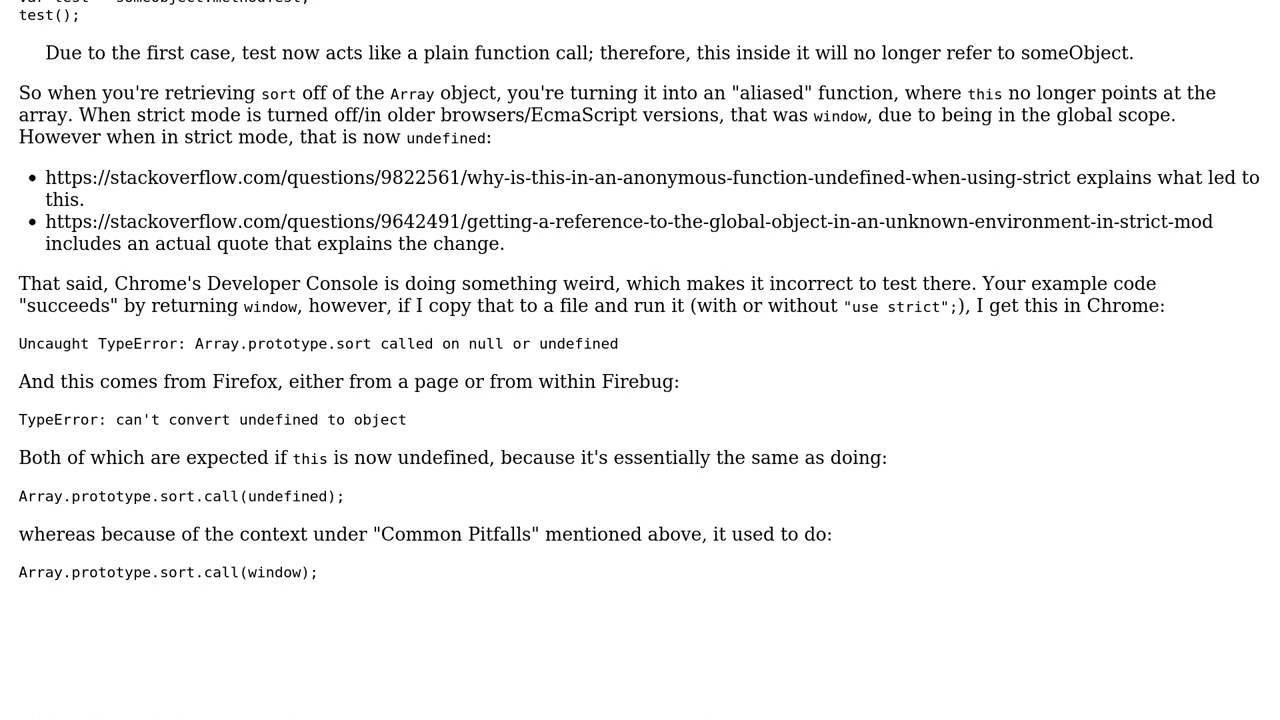 test();
Due to the first case, test now acts like a plain function call; therefore, this inside it will no longer refer to someObject.
So when you're retrieving sort off of the Array object, you're turning it into an "aliased" function, where this no longer points at the
array. When strict mode is turned off/in older browsers/EcmaScript versions, that was window, due to being in the global scope.
However when in strict mode, that is now undefined:
• https://stackoverflow.com/questions/9822561/why-is-this-in-an-anonymous-function-undefined-when-using-strict explains what led to
this.
• https://stackoverflow.com/questions/9642491/getting-a-reference-to-the-global-object-in-an-unknown-environment-in-strict-mod
includes an actual quote that explains the change.
That said, Chrome's Developer Console is doing something weird, which makes it incorrect to test there. Your example code
"succeeds" by returning window, however, if I copy that to a file and run it (with or without "use strict";), I get this in Chrome:
Uncaught TypeError: Array.prototype.sort called on null or undefined
And this comes from Firefox, either from a page or from within Firebug:
TypeError: can't convert undefined to object
Both of which are expected if this is now undefined, because it's essentially the same as doing:
Array.prototype.sort.call(undefined);
whereas because of the context under "Common Pitfalls" mentioned above, it used to do:
Array.prototype.sort.call(window);